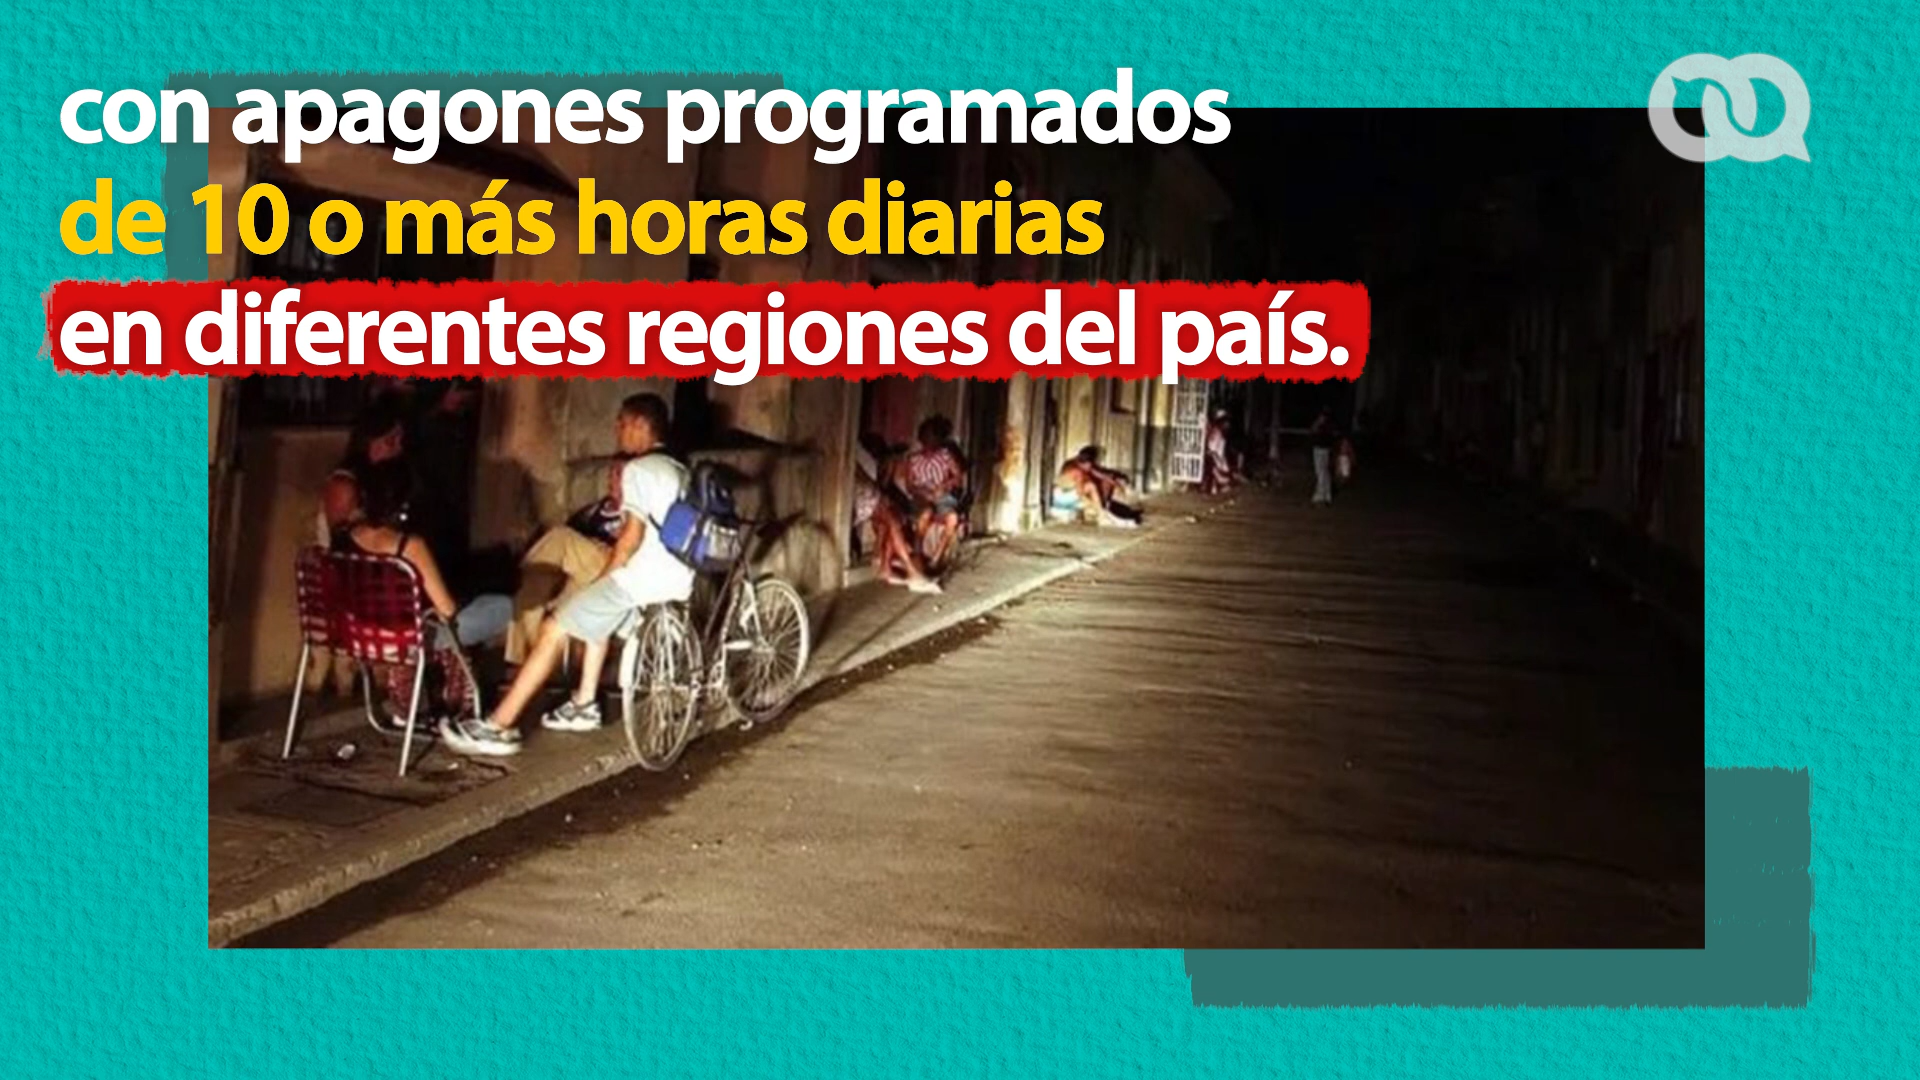 con apagones programados
de 10 o más horas diarias
en diferentes regiones del país.